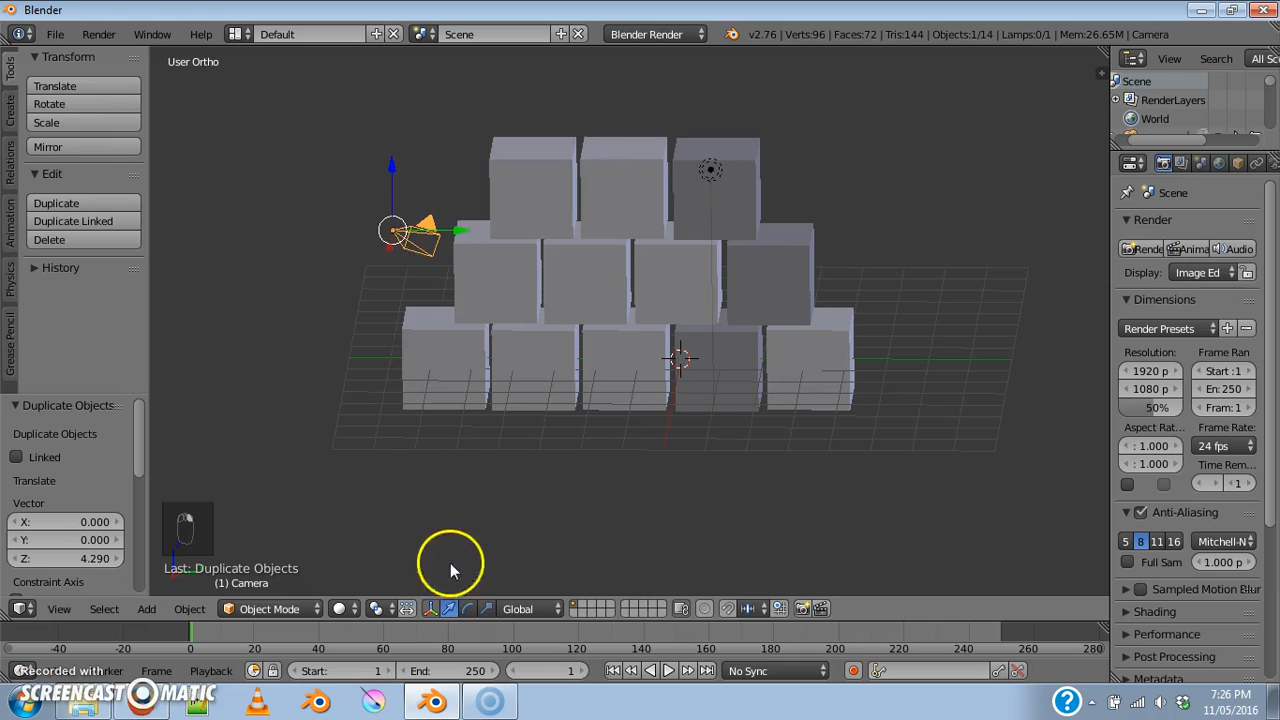 File Render Window Help Default Scene Blender Render v2.76 | Verts:96 | Faces:72 | Tris:144 | Objects:1/14 | Lamps:0/1 | Mem:26.65M | Camera
Tools
Create
Relations
Animation
Physics
Grease Pencil
Transform
Translate
Rotate
Scale
Mirror
Edit
Duplicate
Duplicate Linked
Delete
History
Duplicate Objects
Duplicate Objects
Linked
Translate
Vector
X: 0.000
Y: 0.000
Z: 4.290
Constraint Axis
User Ortho
Last: Duplicate Objects
(1) Camera
View Select Add Object Object Mode Global
View Search All Sc
Scene
RenderLayers
World
Scene
Render
Rende Anima Audio
Display: Image Ed
Dimensions
Render Presets
Resolution: Frame Ran
1920 p Start :1
1080 p En: 250
50% Fram: 1
Aspect Rat... Frame Rate:
: 1.000 24 fps
: 1.000 Time Rem...
1
Anti-Aliasing
5 8 11 16 Mitchell-N
Full Sam 1.000 p
Sampled Motion Blur
Shading
Performance
Post Processing
Metadata
-40 -20 0 20 40 60 80 100 120 140 160 180 200 220 240 260 280
Marker Frame Playback Start: 1 End: 250 1 No Sync
Recorded with
SCREENCAST-O-MATIC
7:26 PM
11/05/2016